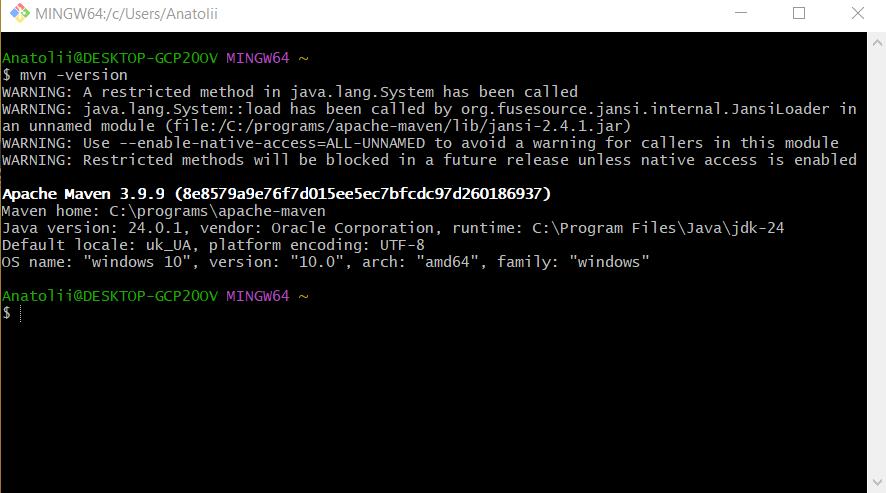 MINGW64:/c/Users/Anatolii
Anatolii@DESKTOP-GCP2OOV MINGW64 ~
$ mvn -version
WARNING: A restricted method in java.lang.System has been called
WARNING: java.lang.System::load has been called by org.fusesource.jansi.internal.JansiLoader in
an unnamed module (file:/C:/programs/apache-maven/lib/jansi-2.4.1.jar)
WARNING: Use --enable-native-access=ALL-UNNAMED to avoid a warning for callers in this module
WARNING: Restricted methods will be blocked in a future release unless native access is enabled
Apache Maven 3.9.9 (8e8579a9e76f7d015ee5ec7bfcdc97d260186937)
Maven home: C:\programs\apache-maven
Java version: 24.0.1, vendor: Oracle Corporation, runtime: C:\Program Files\Java\jdk-24
Default locale: uk_UA, platform encoding: UTF-8
OS name: "windows 10", version: "10.0", arch: "amd64", family: "windows"
Anatolii@DESKTOP-GCP2OOV MINGW64 ~
$